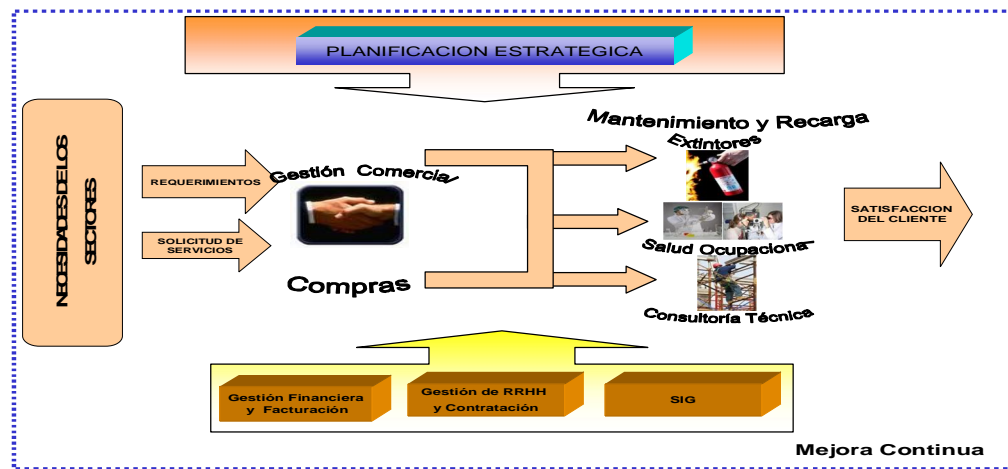 PLANIFICACION ESTRATEGICA
NECESIDADES DE LOS
SECTORES
REQUERIMIENTOS
SOLICITUD DE
SERVICIOS
Gestión Comercial
Compras
Mantenimiento y Recarga
Extintores
Salud Ocupacional
Consultoría Técnica
SATISFACCION
DEL CLIENTE
Gestión Financiera
y Facturación
Gestión de RRHH
y Contratación
SIG
Mejora Continua